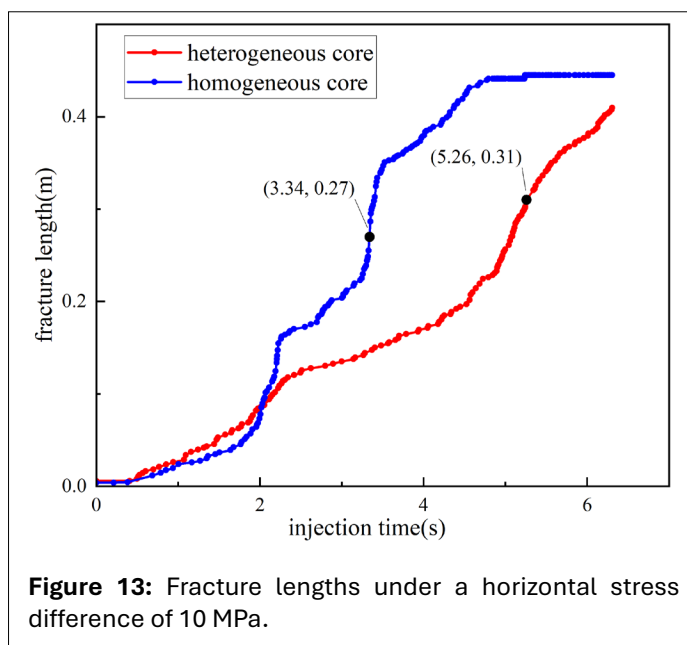 heterogeneous core
homogeneous core
0.4
(5.26, 0.31)
(3.34, 0.27)
fracture length(m)
0.2
0.0
0 2 4 6
injection time(s)
Figure 13: Fracture lengths under a horizontal stress
difference of 10 MPa.